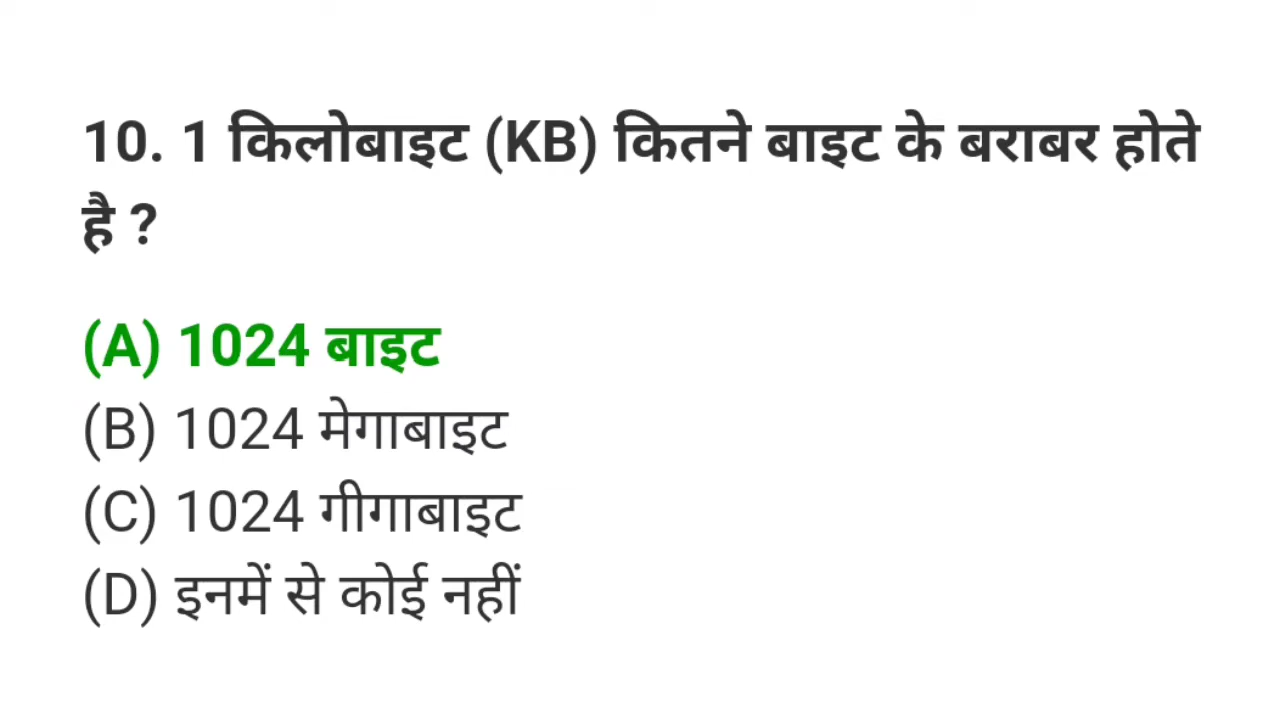 10. 1 किलोबाइट (KB) कितने बाइट के बराबर होते
है ?
(A) 1024 बाइट
(B) 1024 मेगाबाइट
(C) 1024 गीगाबाइट
(D) इनमें से कोई नहीं